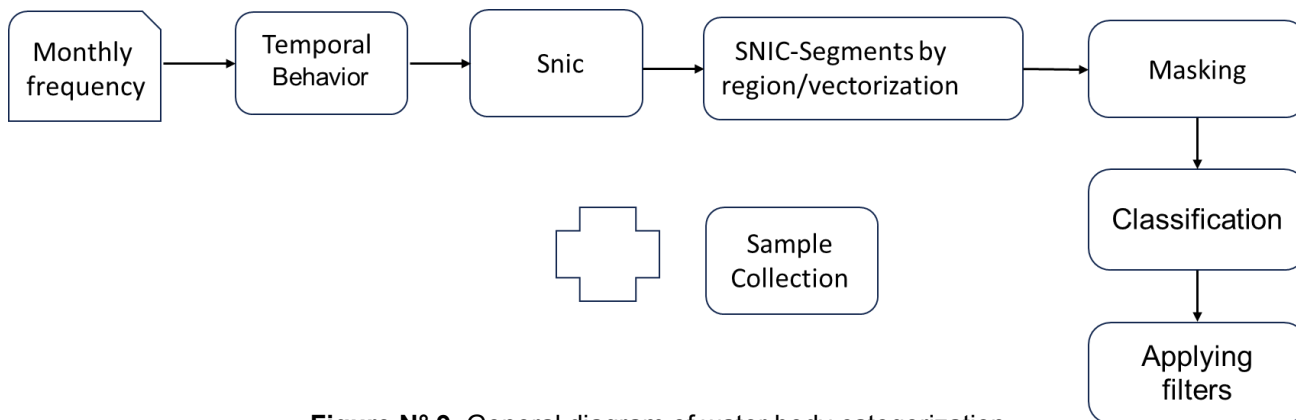 Monthly
frequency
Temporal
Behavior
Snic
SNIC-Segments by
region/vectorization
Masking
Classification
Sample
Collection
Applying
filters
General diagram of water body categorization